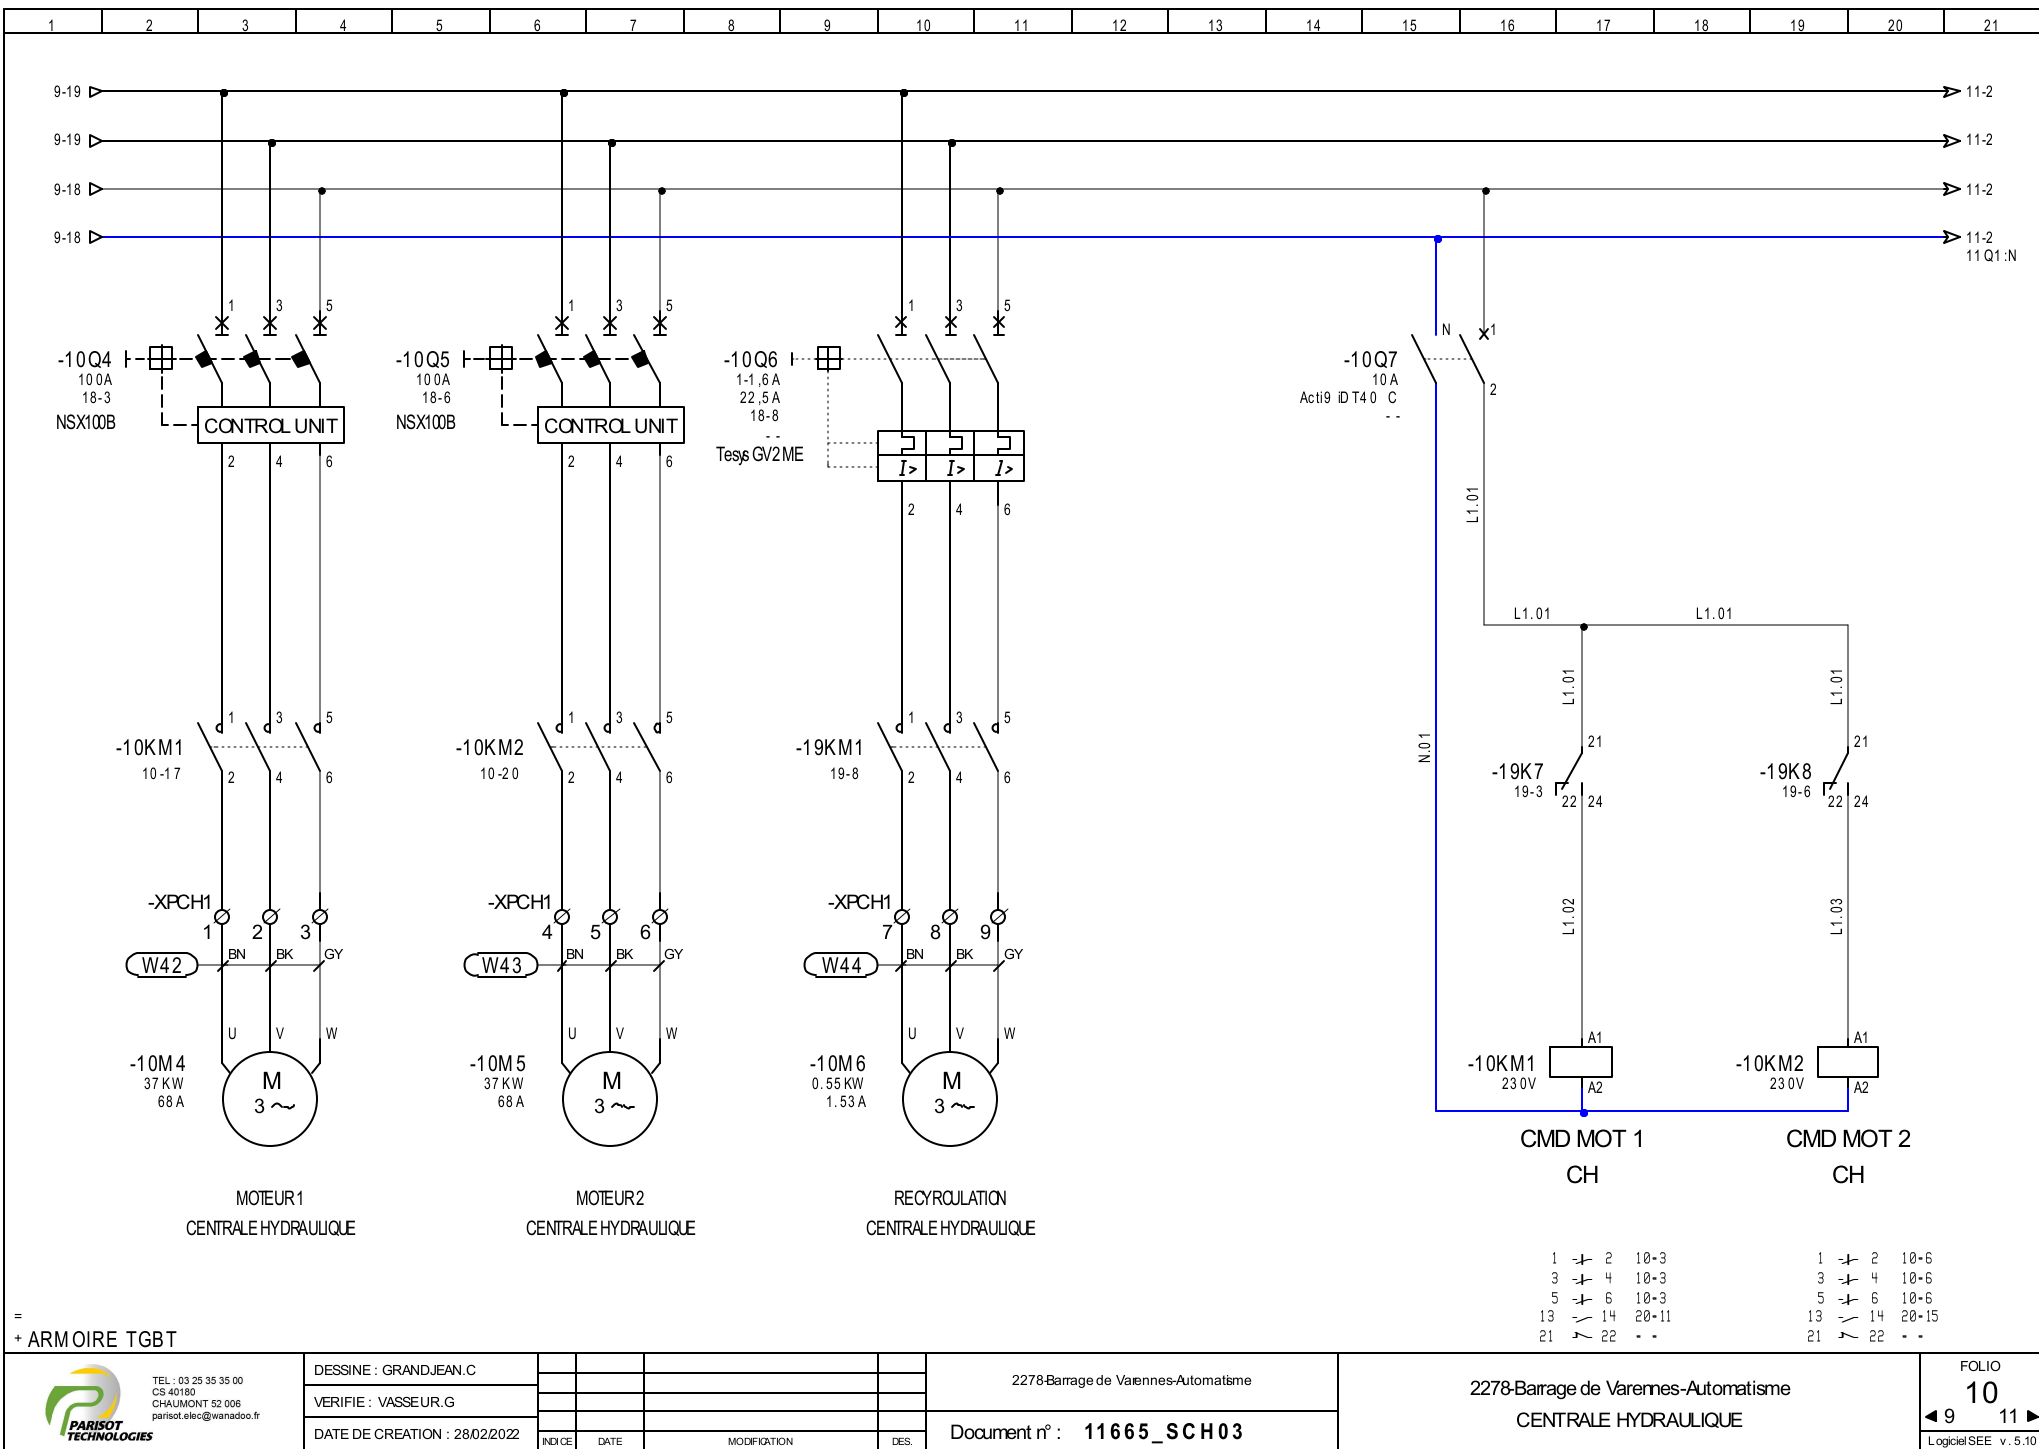 1 2 3 4 5 6 7 8 9 10 11 12 13 14 15 16 17 18 19 20 21
9-19 11-2
9-19 11-2
9-18 11-2
9-18 11-2
11Q1:N
1 3 5 1 3 5 1 3 5 N 1
-10Q4
100A
18-3
NSX100B
CONTROL UNIT
2 4 6
-10Q5
100A
18-6
NSX100B
CONTROL UNIT
2 4 6
-10Q6
1-1,6A
22,5A
18-8
--
Tesys GV2ME
I> I> I>
2 4 6
-10Q7
10A
Acti9 iDT40 C
--
2
L1.01
L1.01 L1.01
L1.01 L1.01
N.01
1 3 5 1 3 5 1 3 5
-10KM1
10-17
2 4 6
-10KM2
10-20
2 4 6
-19KM1
19-8
2 4 6
21
-19K7
19-3
22 24
21
-19K8
19-6
22 24
L1.02 L1.03
-XPCH1
1 2 3
-XPCH1
4 5 6
-XPCH1
7 8 9
W42 BN BK GY
W43 BN BK GY
W44 BN BK GY
U V W U V W U V W
-10M4
37KW
68A
M
3
-10M5
37KW
68A
M
3
-10M6
0.55KW
1.53A
M
3
A1
-10KM1
230V
A2
A1
-10KM2
230V
A2
CMD MOT 1
CH
CMD MOT 2
CH
MOTEUR 1
CENTRALE HYDRAULIQUE
MOTEUR 2
CENTRALE HYDRAULIQUE
RECYRCULATION
CENTRALE HYDRAULIQUE
1 2 10-3
3 4 10-3
5 6 10-3
13 14 20-11
21 22 --
1 2 10-6
3 4 10-6
5 6 10-6
13 14 20-15
21 22 --
=
+ ARMOIRE TGBT
PARISOT
TECHNOLOGIES
TEL : 03 25 35 35 00
CS 40180
CHAUMONT 52 006
parisot.elec@wanadoo.fr
DESSINE : GRANDJEAN.C
VERIFIE : VASSEUR.G
DATE DE CREATION : 28/02/2022
INDICE DATE MODIFICATION DES.
2278-Barrage de Varennes-Automatisme
Document n° : 11665_SCH03
2278-Barrage de Varennes-Automatisme
CENTRALE HYDRAULIQUE
FOLIO
10
9 11
Logiciel SEE v.5.10